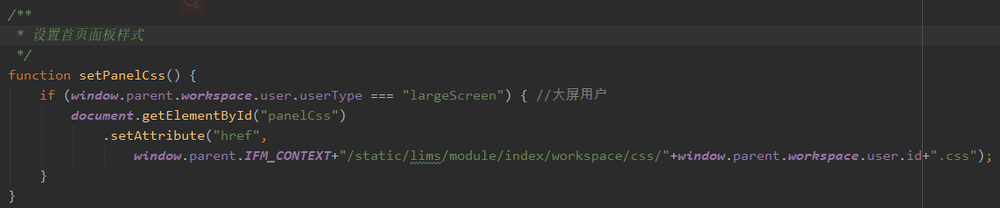 /**
 * 设置首页面板样式
 */
function setPanelCss() {
    if (window.parent.workspace.user.userType === "largeScreen") { //大屏用户
        document.getElementById("panelCss")
            .setAttribute("href",
                window.parent.IFM_CONTEXT+"/static/lims/module/index/workspace/css/"+window.parent.workspace.user.id+".css");
    }
}